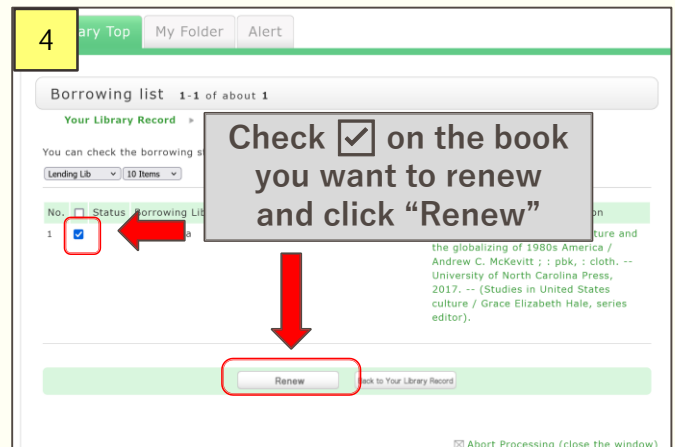 4
ary Top My Folder Alert
Borrowing list 1-1 of about 1
Your Library Record »
Check ☑ on the book
you want to renew
and click “Renew”
You can check the borrowing
Lending Lib 10 Items
No. Status Borrowing Lib on
1 a ture and
the globalizing of 1980s America /
Andrew C. McKevitt ; : pbk, : cloth. --
University of North Carolina Press,
2017. -- (Studies in United States
culture / Grace Elizabeth Hale, series
editor).
Renew Back to Your Library Record
Abort Processing (close the window)